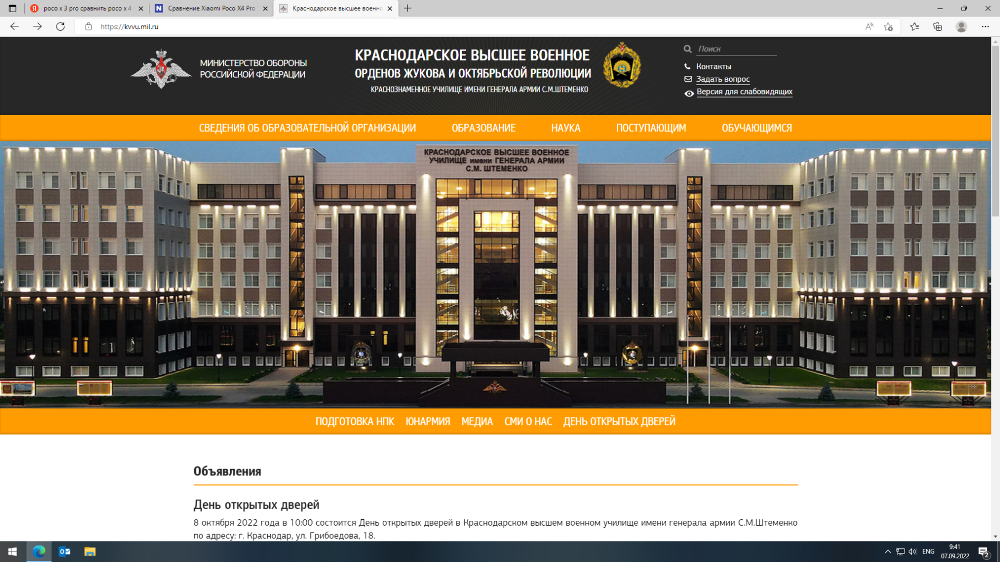 poco x 3 pro сравнить poco x 4
Сравнение Xiaomi Poco X4 Pro
Краснодарское высшее военно
https://kvvu.mil.ru
МИНИСТЕРСТВО ОБОРОНЫ
РОССИЙСКОЙ ФЕДЕРАЦИИ
КРАСНОДАРСКОЕ ВЫСШЕЕ ВОЕННОЕ
ОРДЕНОВ ЖУКОВА И ОКТЯБРЬСКОЙ РЕВОЛЮЦИИ
КРАСНОЗНАМЕННОЕ УЧИЛИЩЕ ИМЕНИ ГЕНЕРАЛА АРМИИ С.М.ШТЕМЕНКО
Поиск
Контакты
Задать вопрос
Версия для слабовидящих
СВЕДЕНИЯ ОБ ОБРАЗОВАТЕЛЬНОЙ ОРГАНИЗАЦИИ ОБРАЗОВАНИЕ НАУКА ПОСТУПАЮЩИМ ОБУЧАЮЩИМСЯ
КРАСНОДАРСКОЕ ВЫСШЕЕ ВОЕННОЕ
УЧИЛИЩЕ имени ГЕНЕРАЛА АРМИИ
С.М. ШТЕМЕНКО
ПОДГОТОВКА НПК ЮНАРМИЯ МЕДИА СМИ О НАС ДЕНЬ ОТКРЫТЫХ ДВЕРЕЙ
Объявления
День открытых дверей
8 октября 2022 года в 10:00 состоится День открытых дверей в Краснодарском высшем военном училище имени генерала армии С.М.Штеменко
по адресу: г. Краснодар, ул. Грибоедова, 18.
ENG
9:41
07.09.2022
2